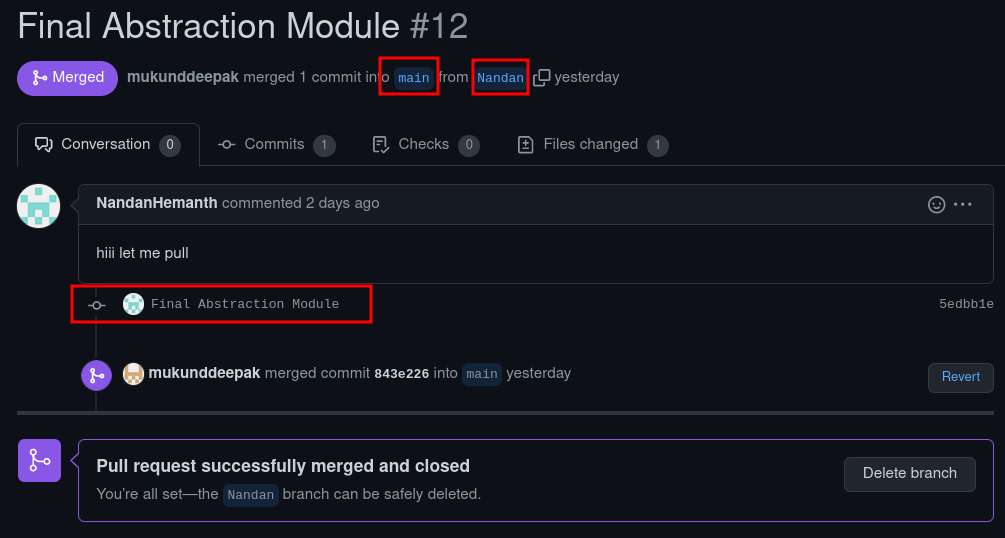 Final Abstraction Module #12
Merged mukunddeepak merged 1 commit into main from Nandan yesterday
Conversation 0 Commits 1 Checks 0 Files changed 1
NandanHemanth commented 2 days ago
hiii let me pull
Final Abstraction Module 5edbb1e
mukunddeepak merged commit 843e226 into main yesterday Revert
Pull request successfully merged and closed
You're all set—the Nandan branch can be safely deleted.
Delete branch